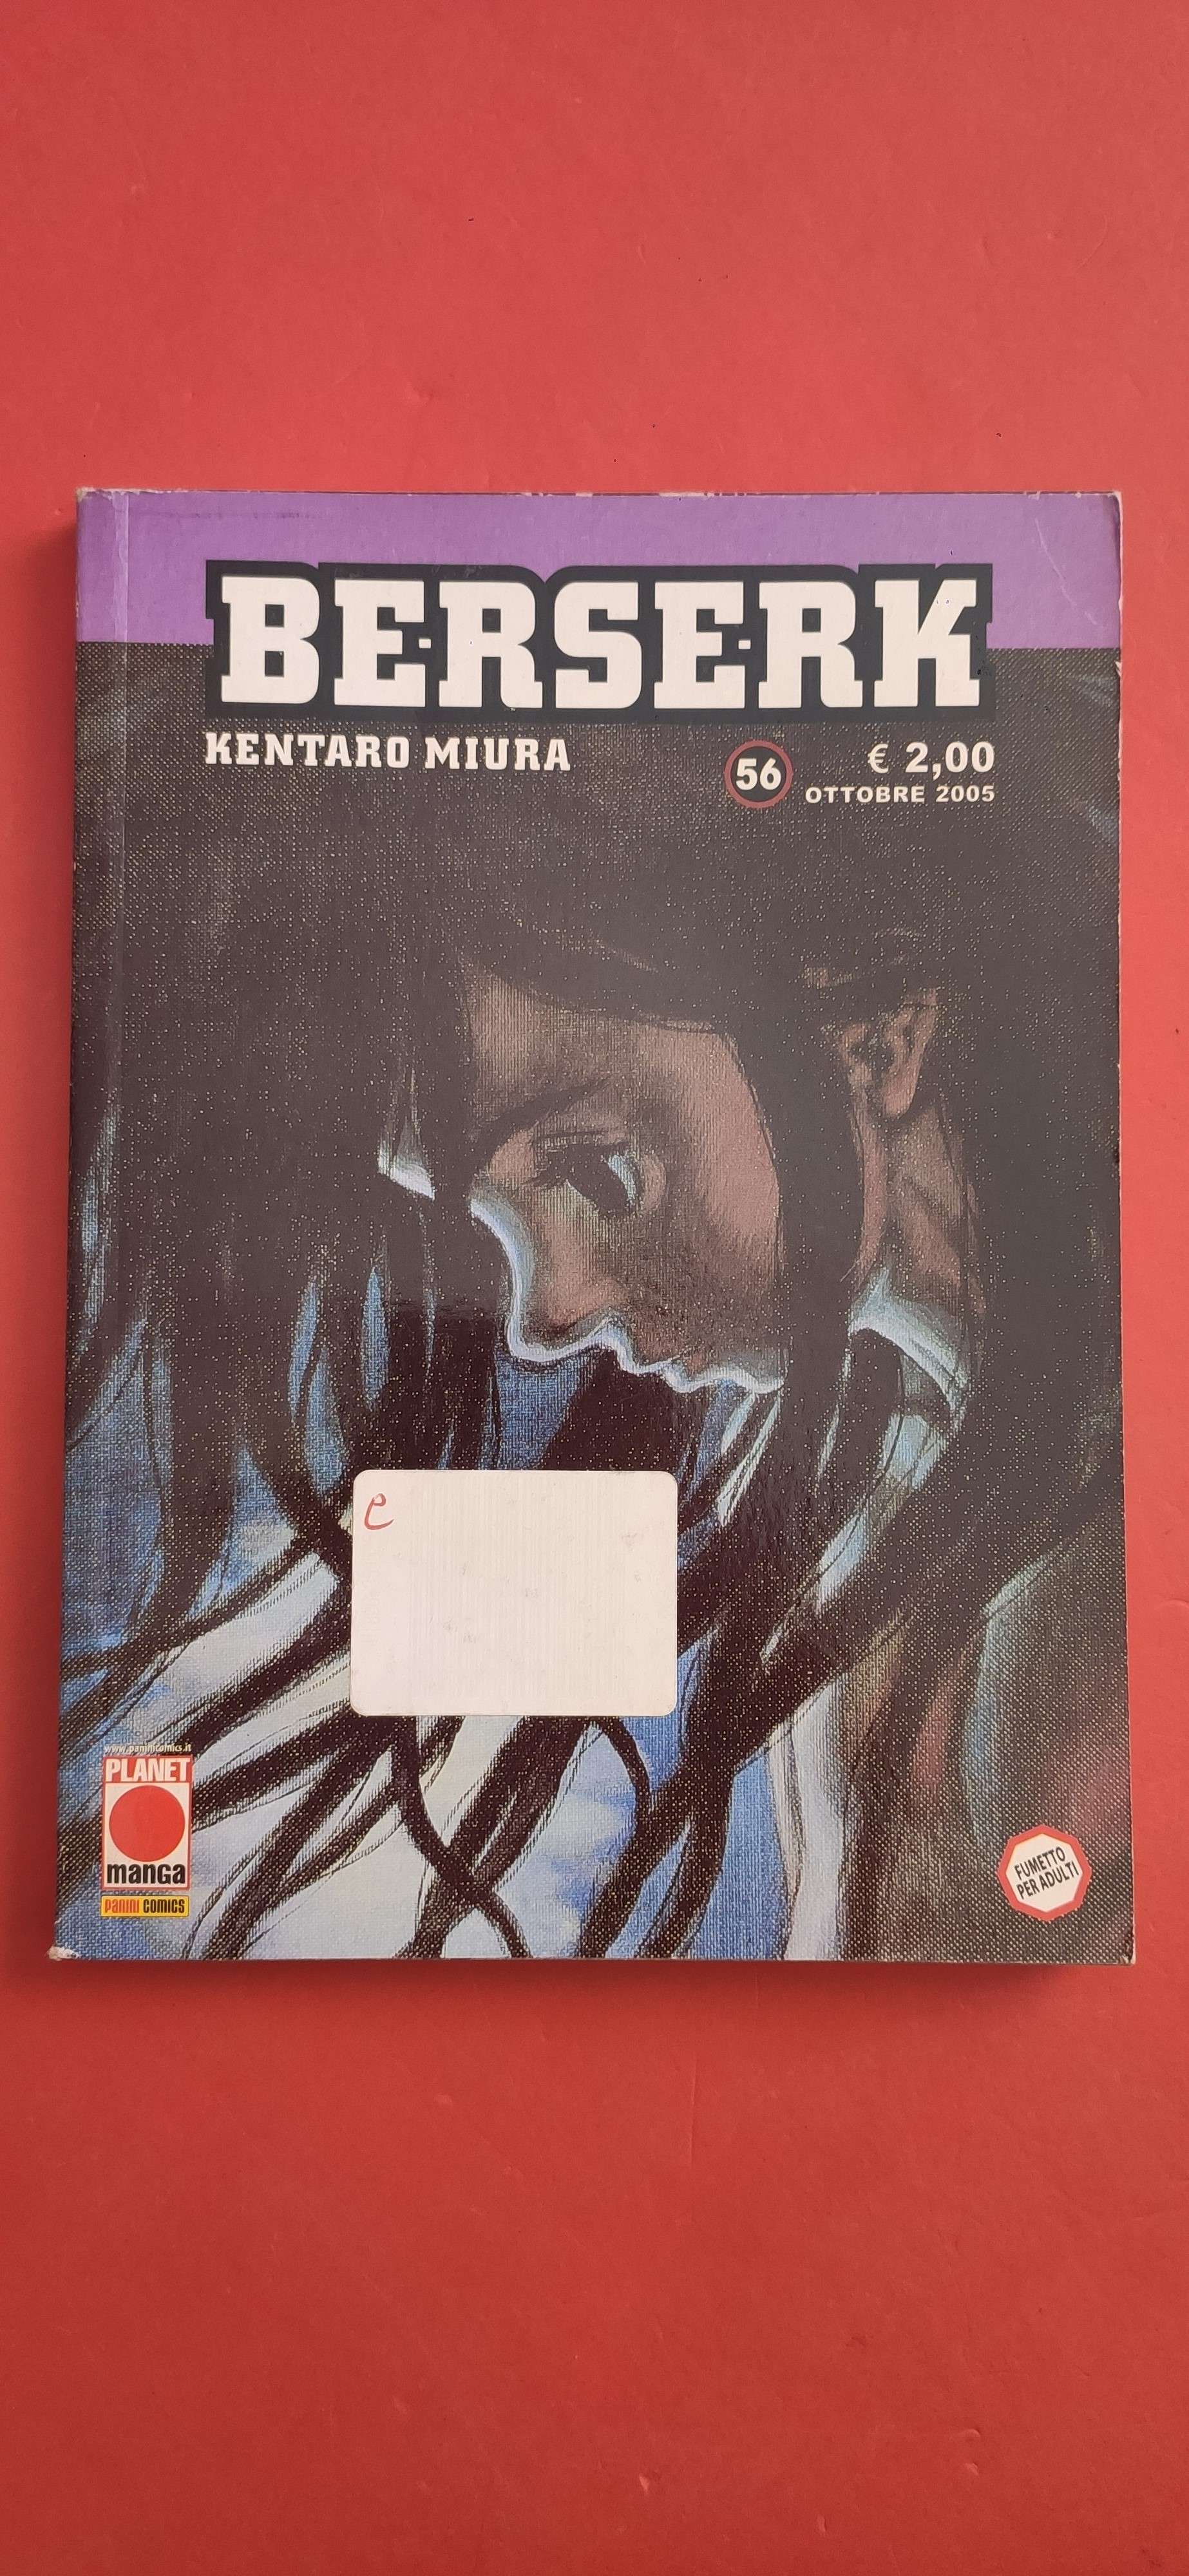 BERSERK
KENTARO MIURA
56
€ 2,00
OTTOBRE 2005
e
www.paninicomics.it
PLANET
manga
PANINI COMICS
FUMETTO
PER ADULTI